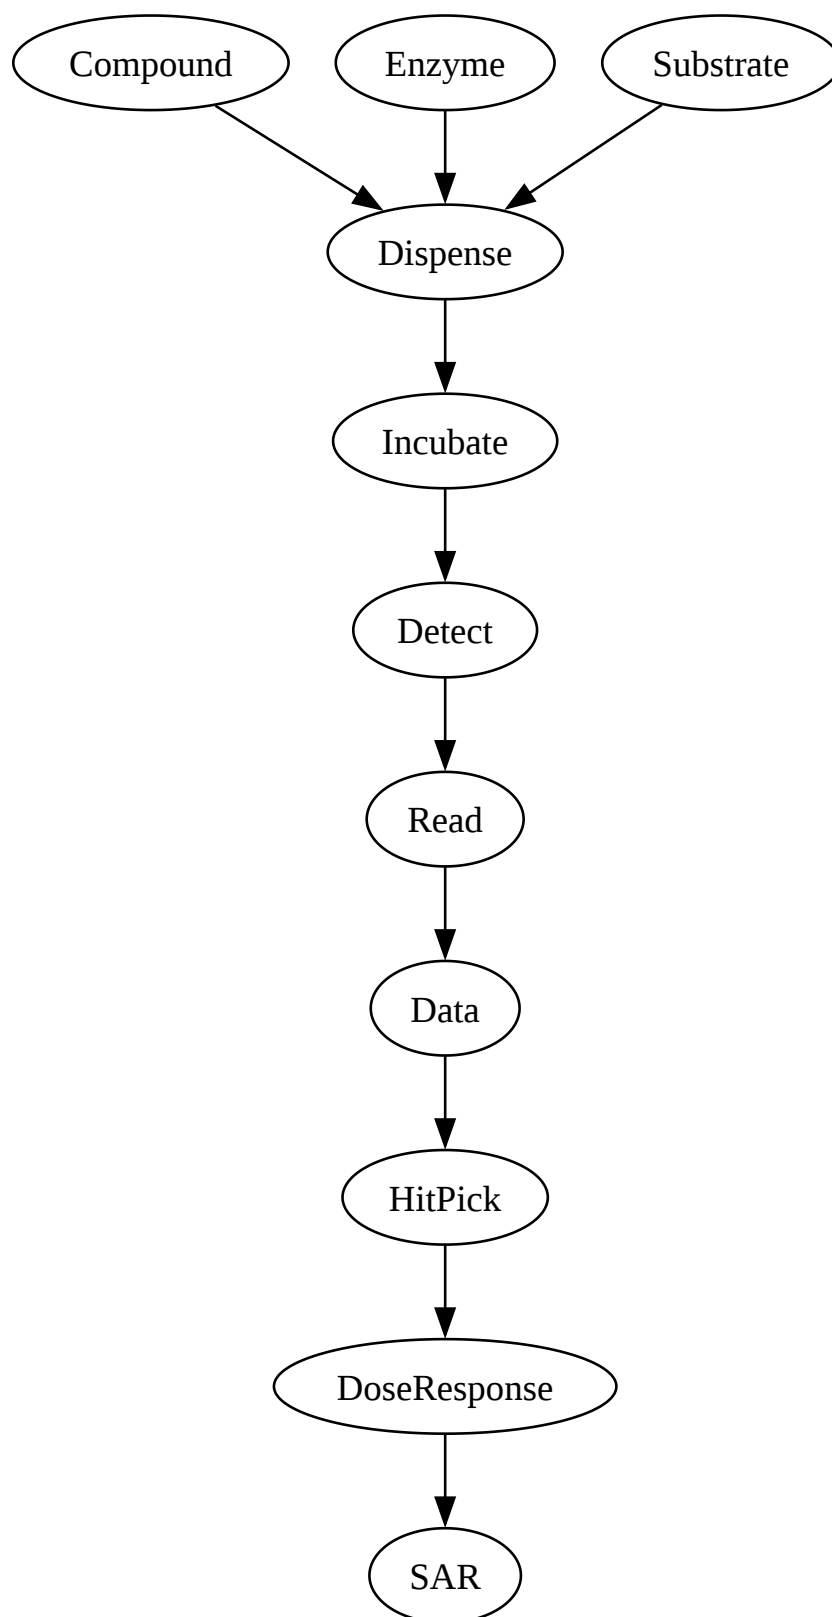 Compound
Enzyme
Substrate
Dispense
Incubate
Detect
Read
Data
HitPick
DoseResponse
SAR